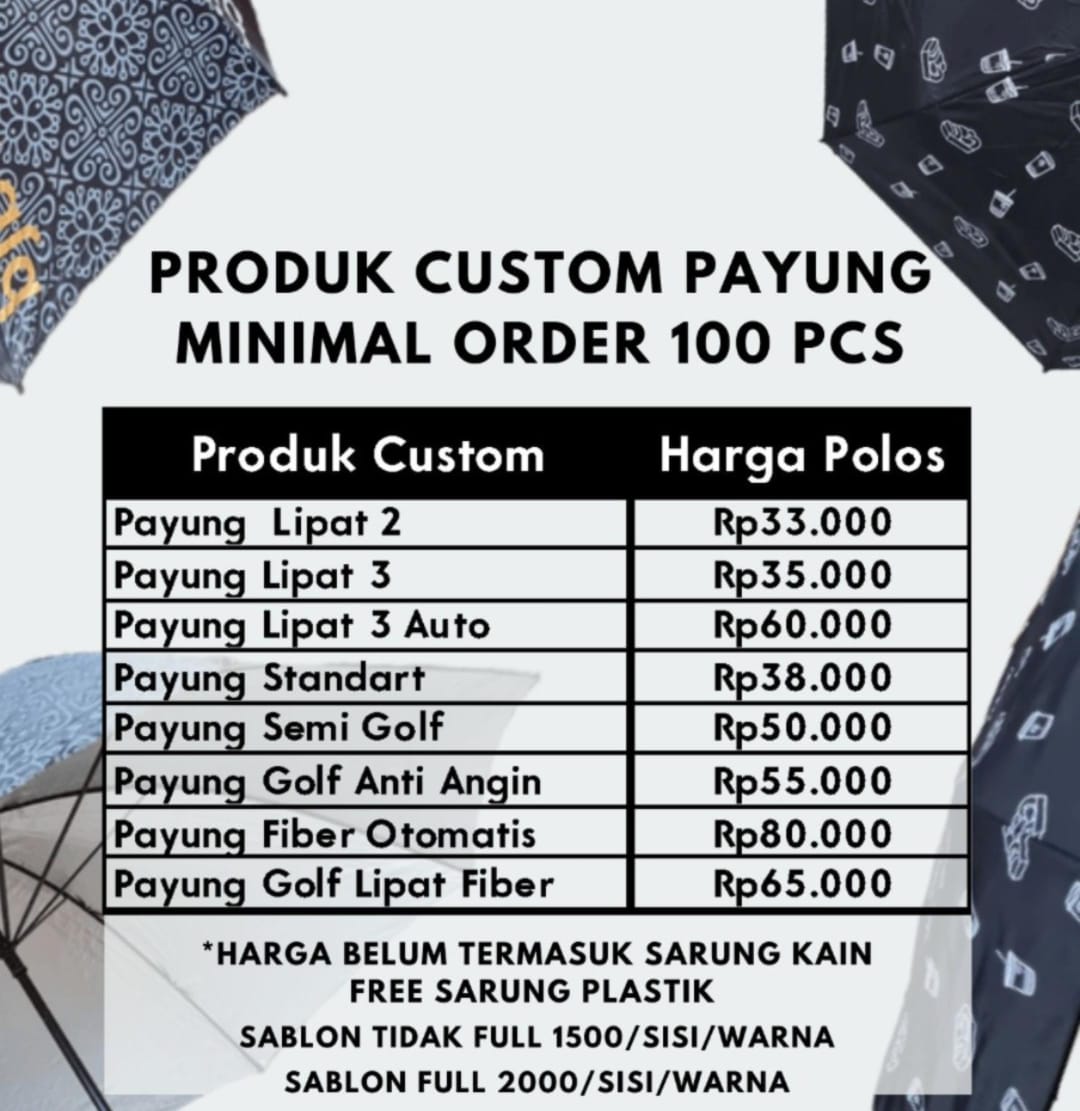 PRODUK CUSTOM PAYUNG
MINIMAL ORDER 100 PCS
Produk Custom Harga Polos
Payung Lipat 2 Rp33.000
Payung Lipat 3 Rp35.000
Payung Lipat 3 Auto Rp60.000
Payung Standart Rp38.000
Payung Semi Golf Rp50.000
Payung Golf Anti Angin Rp55.000
Payung Fiber Otomatis Rp80.000
Payung Golf Lipat Fiber Rp65.000
*HARGA BELUM TERMASUK SARUNG KAIN
FREE SARUNG PLASTIK
SABLON TIDAK FULL 1500/SISI/WARNA
SABLON FULL 2000/SISI/WARNA